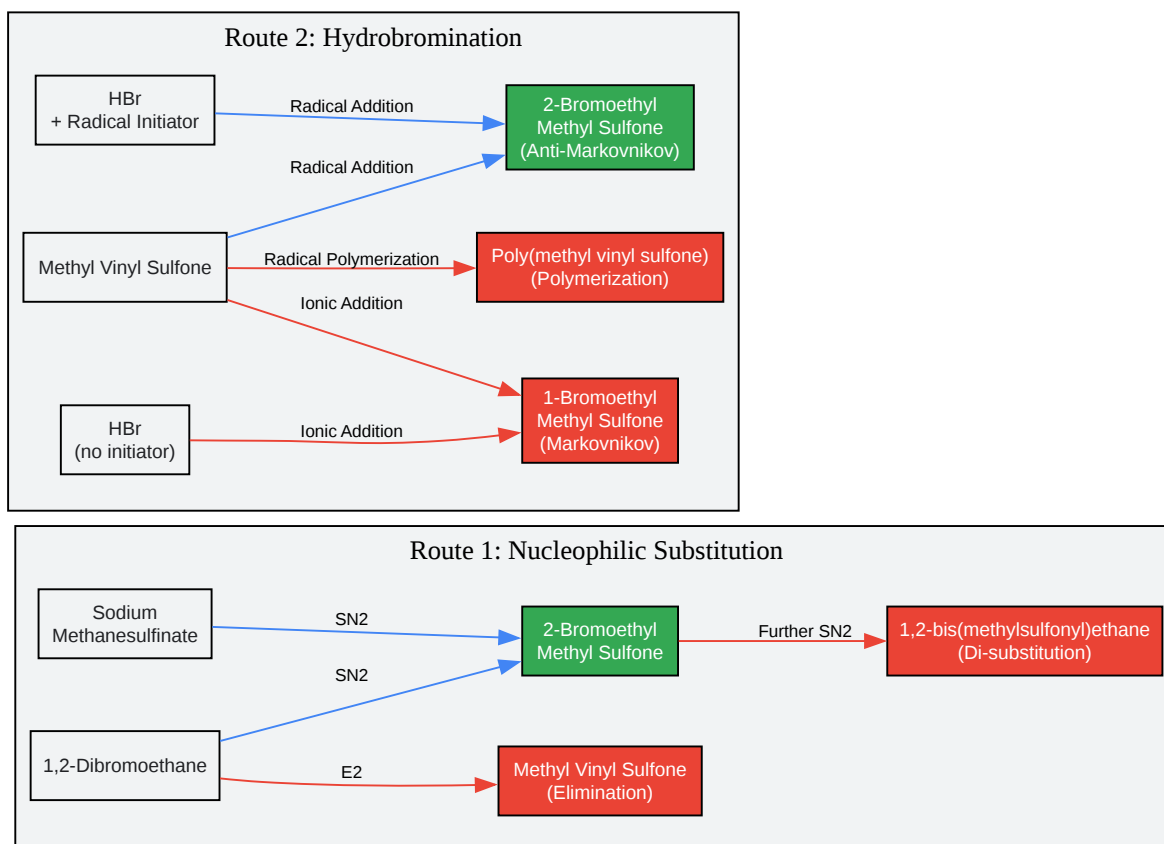 Route 2: Hydrobromination
HBr
+ Radical Initiator
Radical Addition
2-Bromoethyl
Methyl Sulfone
(Anti-Markovnikov)
Radical Addition
Methyl Vinyl Sulfone
Radical Polymerization
Poly(methyl vinyl sulfone)
(Polymerization)
Ionic Addition
1-Bromoethyl
Methyl Sulfone
(Markovnikov)
HBr
(no initiator)
Ionic Addition
Route 1: Nucleophilic Substitution
Sodium
Methanesulfinate
SN2
2-Bromoethyl
Methyl Sulfone
Further SN2
1,2-bis(methylsulfonyl)ethane
(Di-substitution)
SN2
1,2-Dibromoethane
E2
Methyl Vinyl Sulfone
(Elimination)